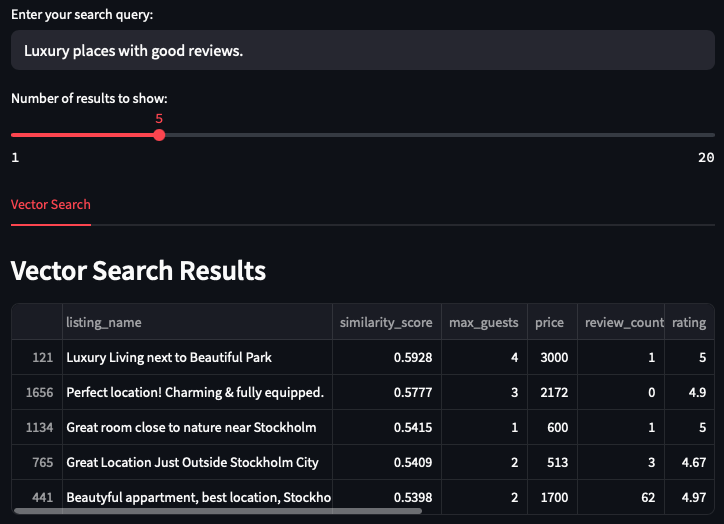 Enter your search query:
Luxury places with good reviews.
Number of results to show:
5
1 20
Vector Search
Vector Search Results
listing_name similarity_score max_guests price review_count rating
121 Luxury Living next to Beautiful Park 0.5928 4 3000 1 5
1656 Perfect location! Charming & fully equipped. 0.5777 3 2172 0 4.9
1134 Great room close to nature near Stockholm 0.5415 1 600 1 5
765 Great Location Just Outside Stockholm City 0.5409 2 513 3 4.67
441 Beautyful appartment, best location, Stockho 0.5398 2 1700 62 4.97